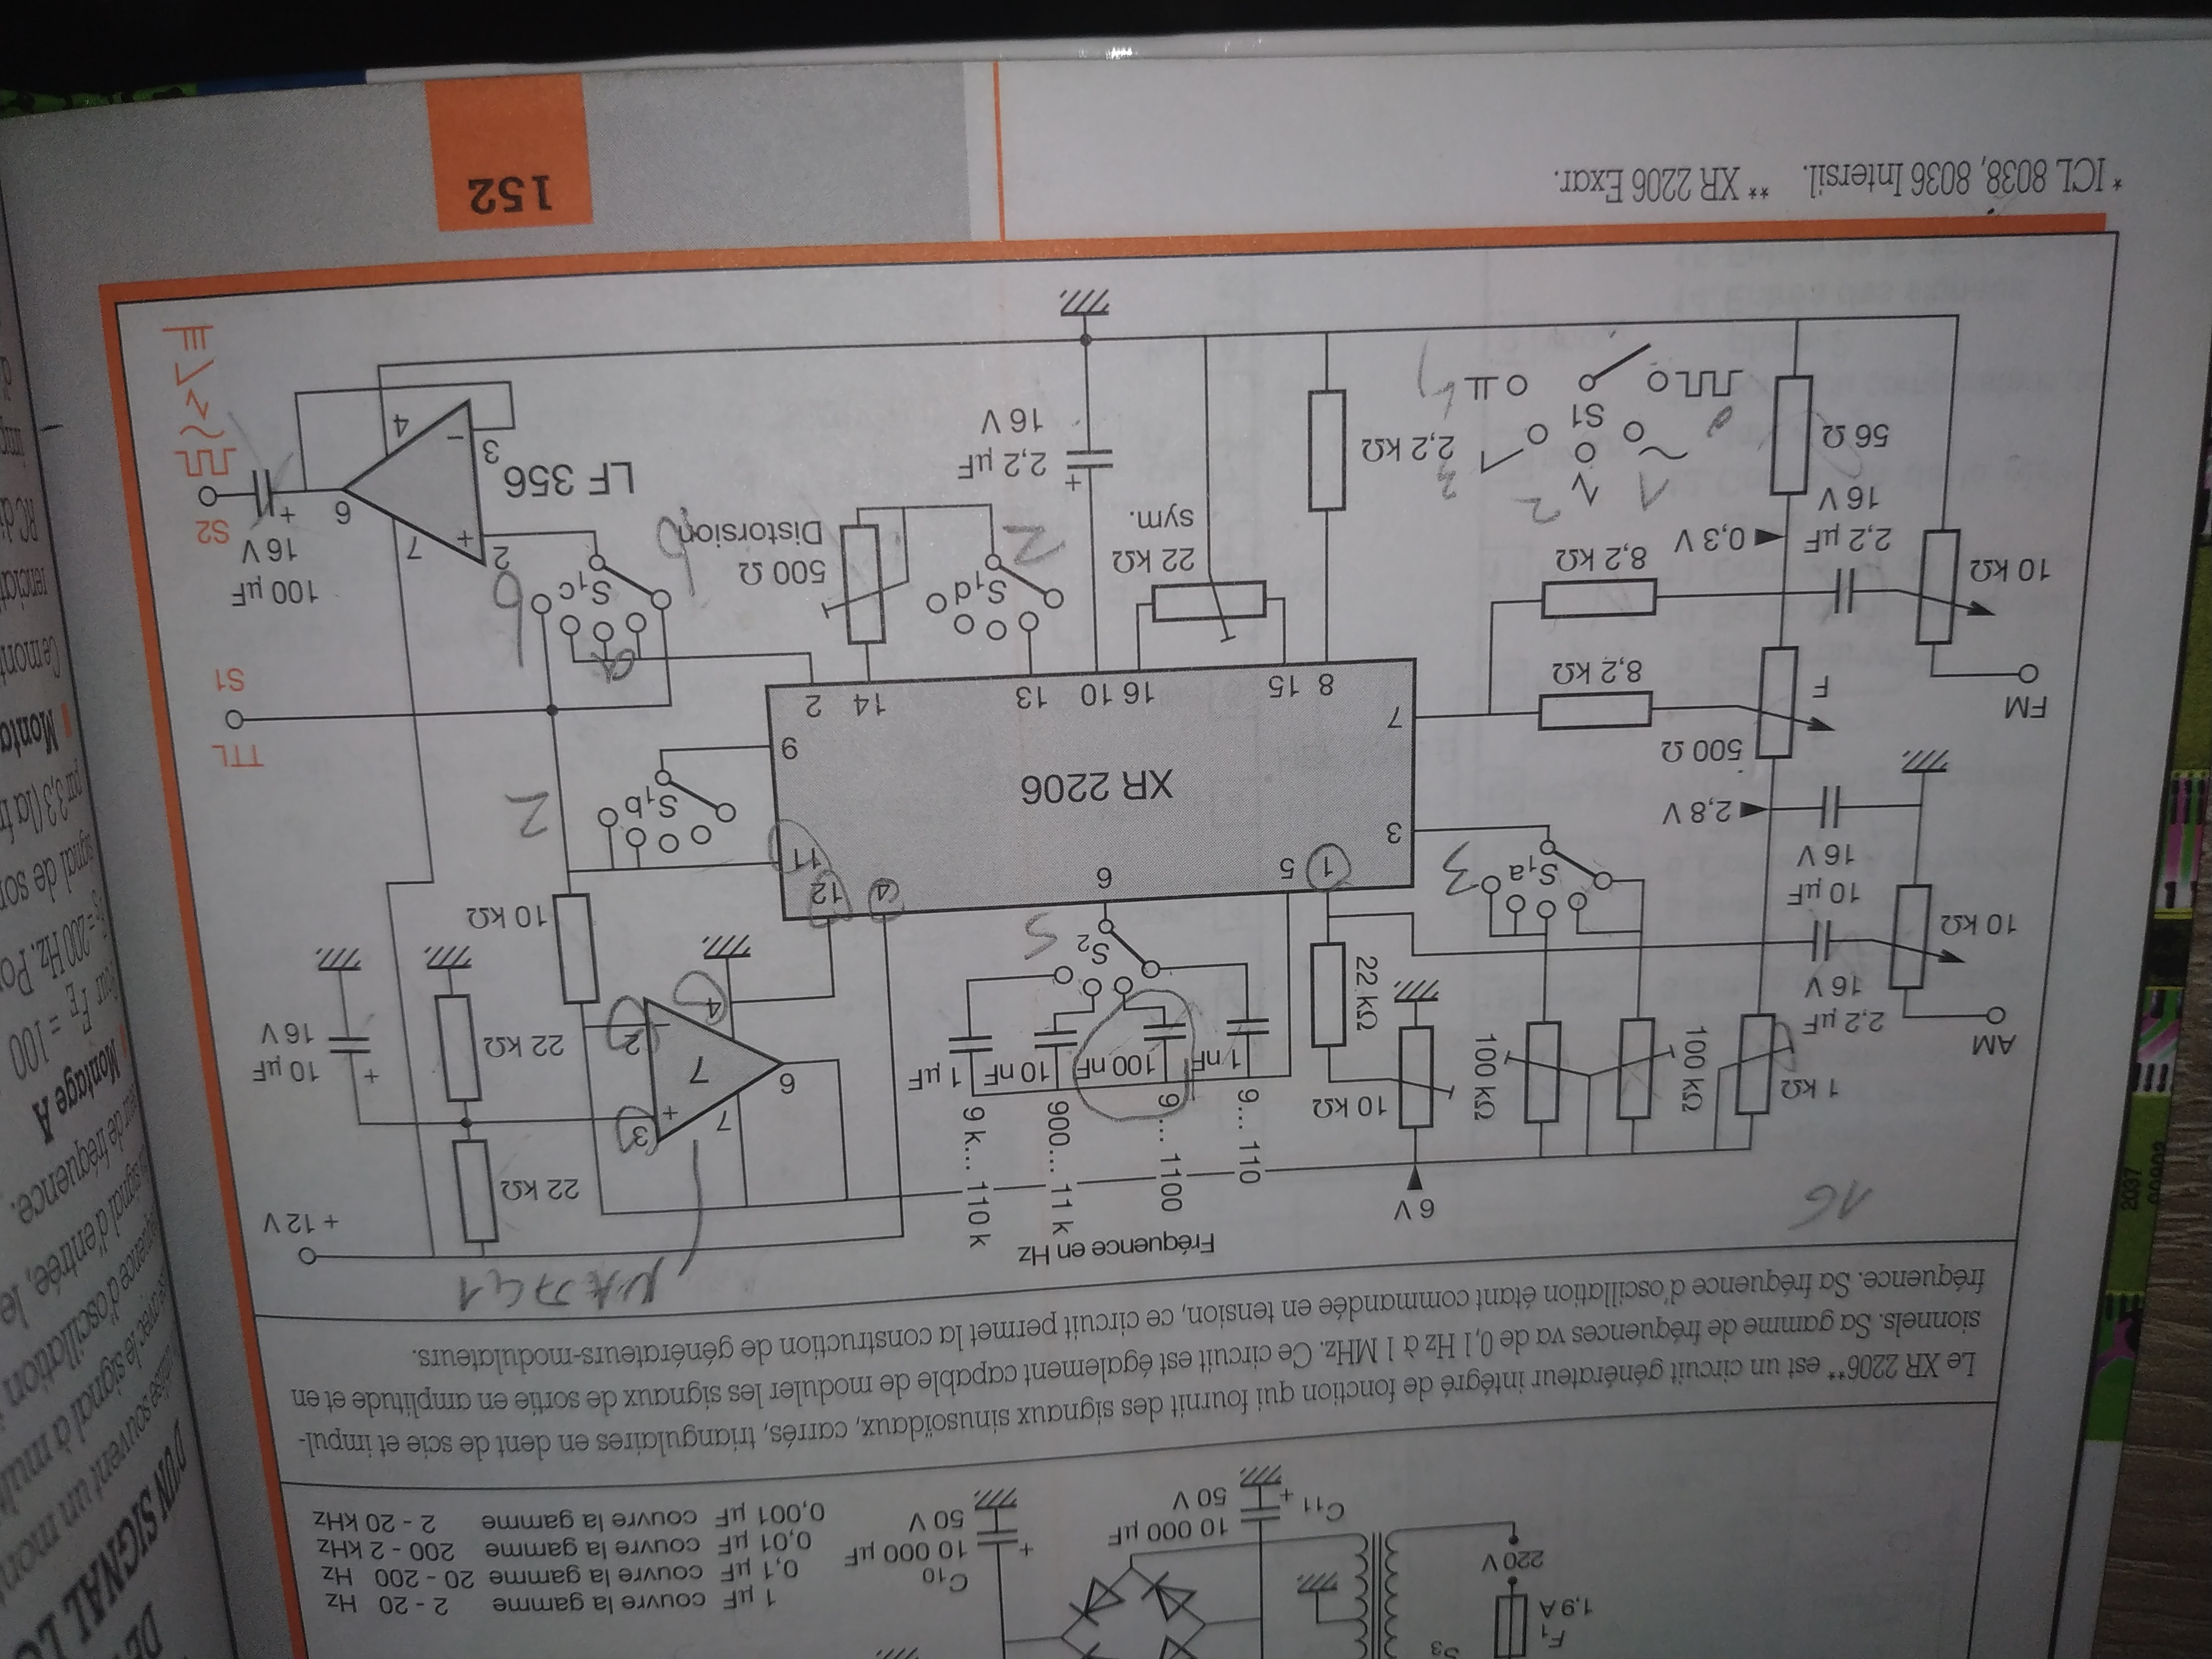 1 µF couvre la gamme 2 - 20 Hz
0,1 µF couvre la gamme 20 - 200 Hz
0,01 µF couvre la gamme 200 - 2 kHz
0,001 µF couvre la gamme 2 - 20 kHz
F1
1,9 A
220 V
S3
C11
10 000 µF
50 V
C10
10 000 µF
50 V
Le XR 2206** est un circuit générateur intégré de fonction qui fournit des signaux sinusoïdaux, carrés, triangulaires en dent de scie et impul-
sionnels. Sa gamme de fréquences va de 0,1 Hz à 1 MHz. Ce circuit est également capable de moduler les signaux de sortie en amplitude et en
fréquence. Sa fréquence d'oscillation étant commandée en tension, ce circuit permet la construction de générateurs-modulateurs.
Fréquence en Hz
9 ... 110
900 ... 11 K
9 K ... 110 K
+ 12 V
6 V
1 kΩ
100 kΩ
10 kΩ
22 kΩ
1 nF
100 nF
10 nF
1 µF
S2
22 kΩ
22 kΩ
10 kΩ
10 µF
16 V
7
6
7
3
2
4
AM
10 kΩ
2,2 µF
16 V
10 µF
16 V
2,8 V
S1a
S1b
S1c
S1d
XR 2206
1
5
6
4
12
11
9
2
14
13
10
16
15
8
7
3
TTL
S1
FM
10 kΩ
2,2 µF
16 V
500 Ω
F
8,2 kΩ
8,2 kΩ
0,3 V
56 Ω
S1
2,2 kΩ
22 kΩ
sym.
2,2 µF
16 V
500 Ω
Distorsion
LF 356
2
3
4
6
7
100 µF
16 V
S2
16
152
* ICL 8038, 8036 Intersil. ** XR 2206 Exar.
D'UN SIGNAL
Montage A
2037